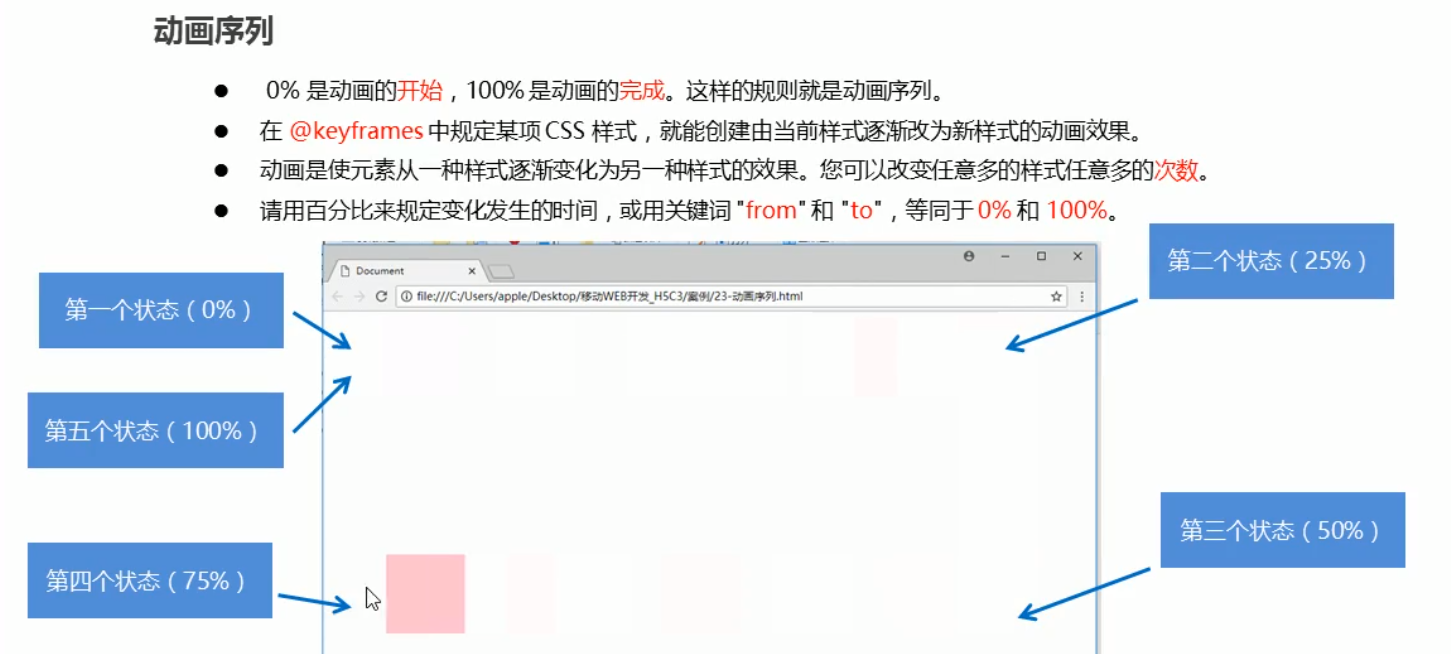 动画序列
● 0% 是动画的开始，100% 是动画的完成。这样的规则就是动画序列。
● 在 @keyframes 中规定某项 CSS 样式，就能创建由当前样式逐渐改为新样式的动画效果。
● 动画是使元素从一种样式逐渐变化为另一种样式的效果。您可以改变任意多的样式任意多的次数。
● 请用百分比来规定变化发生的时间，或用关键词 "from" 和 "to"，等同于 0% 和 100%。
第二个状态（25%）
Document
file:///C:/Users/apple/Desktop/移动WEB开发_H5C3/案例/23-动画序列.html
第一个状态（0%）
第五个状态（100%）
第三个状态（50%）
第四个状态（75%）